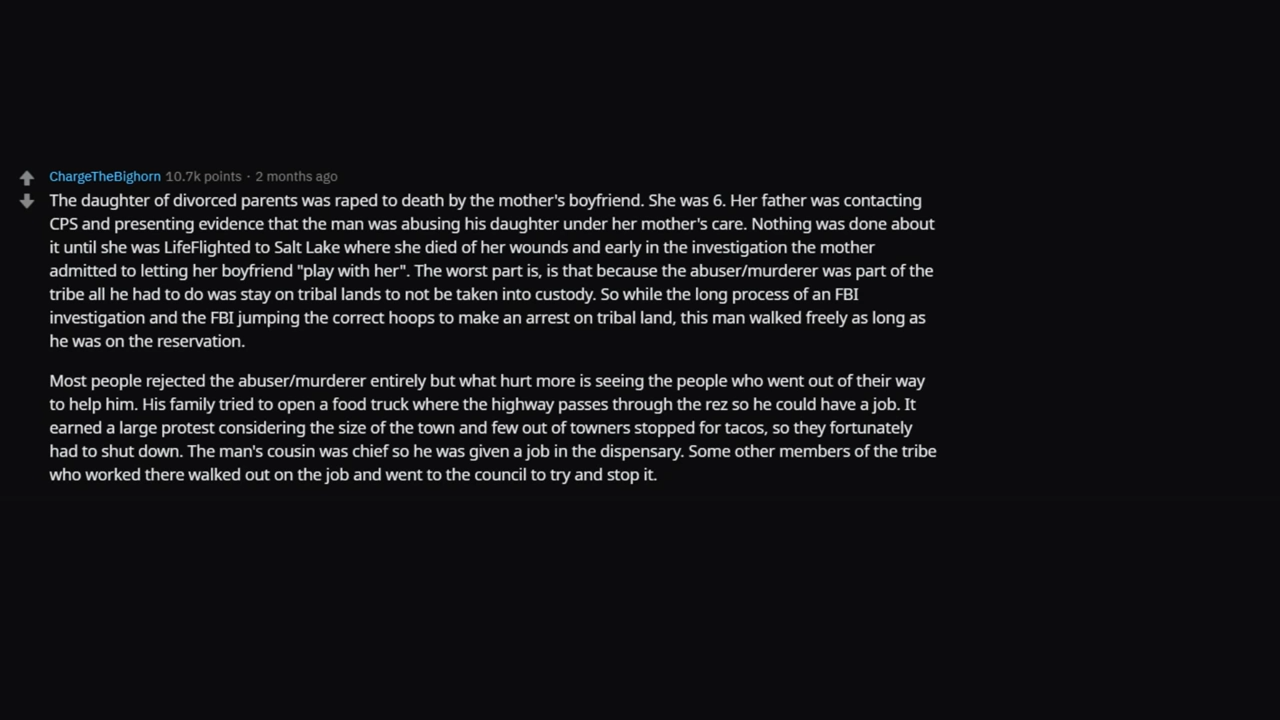 ChargeTheBighorn 10.7k points · 2 months ago
The daughter of divorced parents was raped to death by the mother's boyfriend. She was 6. Her father was contacting
CPS and presenting evidence that the man was abusing his daughter under her mother's care. Nothing was done about
it until she was LifeFlighted to Salt Lake where she died of her wounds and early in the investigation the mother
admitted to letting her boyfriend "play with her". The worst part is, is that because the abuser/murderer was part of the
tribe all he had to do was stay on tribal lands to not be taken into custody. So while the long process of an FBI
investigation and the FBI jumping the correct hoops to make an arrest on tribal land, this man walked freely as long as
he was on the reservation.
Most people rejected the abuser/murderer entirely but what hurt more is seeing the people who went out of their way
to help him. His family tried to open a food truck where the highway passes through the rez so he could have a job. It
earned a large protest considering the size of the town and few out of towners stopped for tacos, so they fortunately
had to shut down. The man's cousin was chief so he was given a job in the dispensary. Some other members of the tribe
who worked there walked out on the job and went to the council to try and stop it.